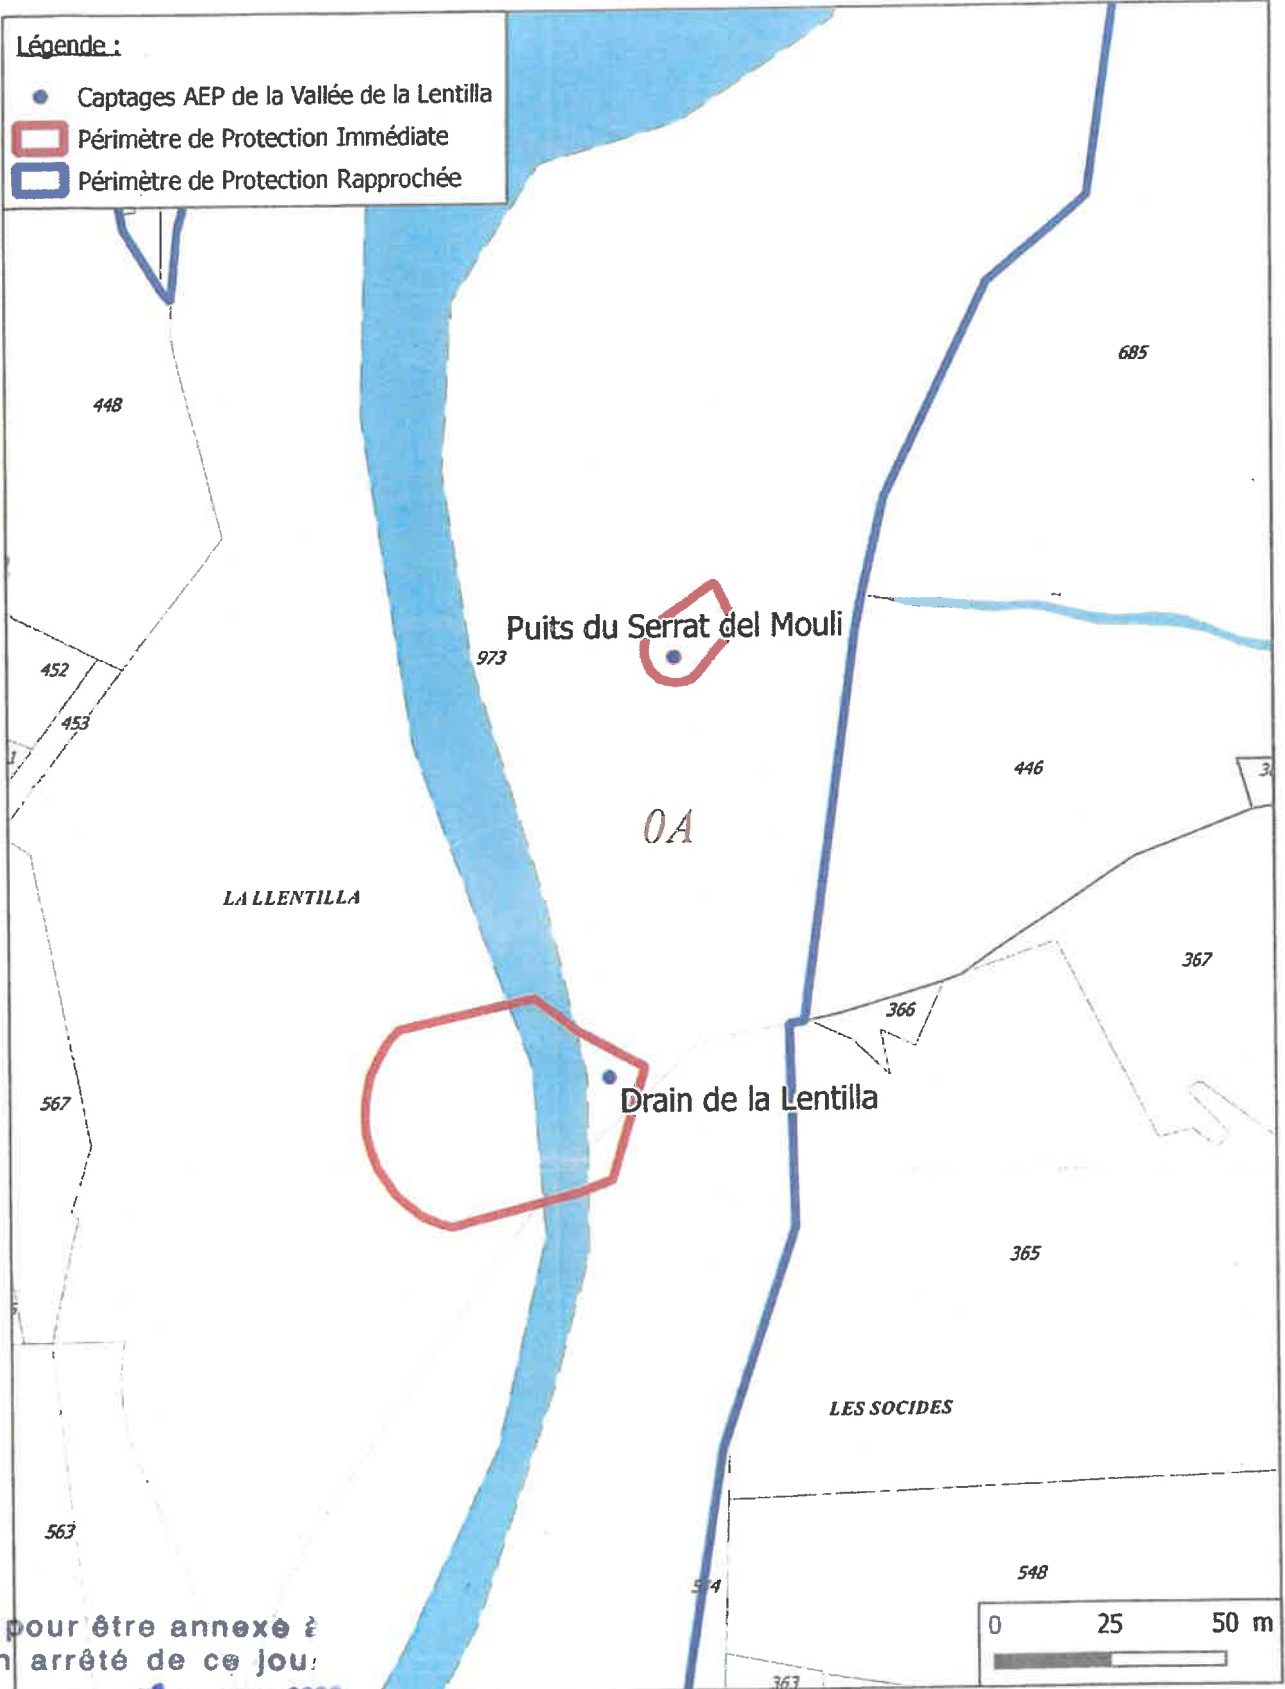 Légende :
Captages AEP de la Vallée de la Lentilla
Périmètre de Protection Immédiate
Périmètre de Protection Rapprochée
685
448
Puits du Serrat del Mouli
973
452
453
446
0A
LA LLENTILLA
367
366
567
Drain de la Lentilla
365
LES SOCIDES
563
548
pour être annexé à
arrêté de ce jour
0 25 50 m
363